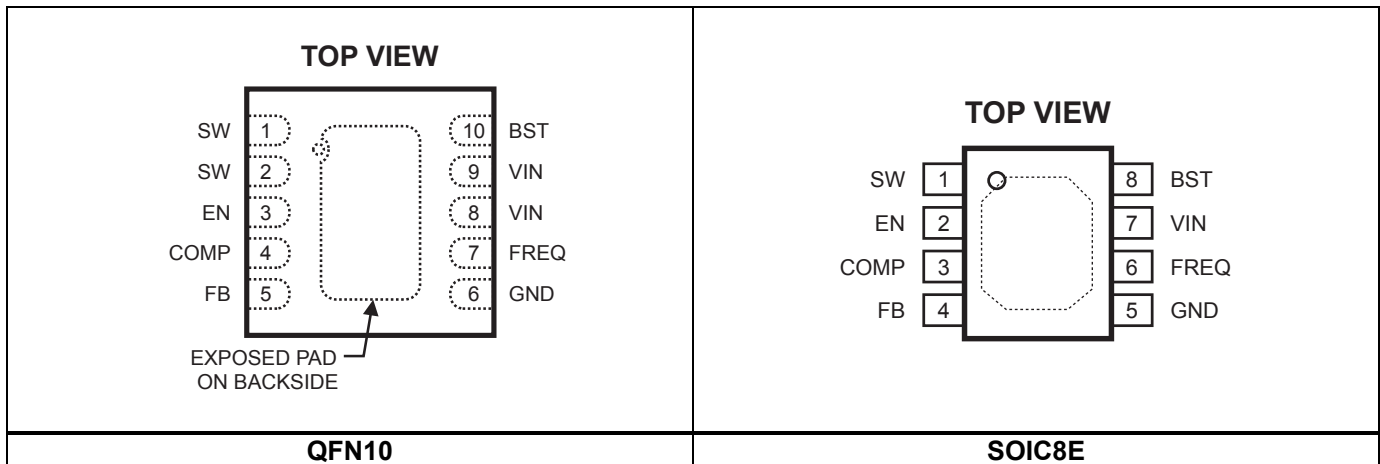 TOP VIEW
SW 1 10 BST
SW 2 9 VIN
EN 3 8 VIN
COMP 4 7 FREQ
FB 5 6 GND
EXPOSED PAD
ON BACKSIDE
QFN10
TOP VIEW
SW 1 8 BST
EN 2 7 VIN
COMP 3 6 FREQ
FB 4 5 GND
SOIC8E